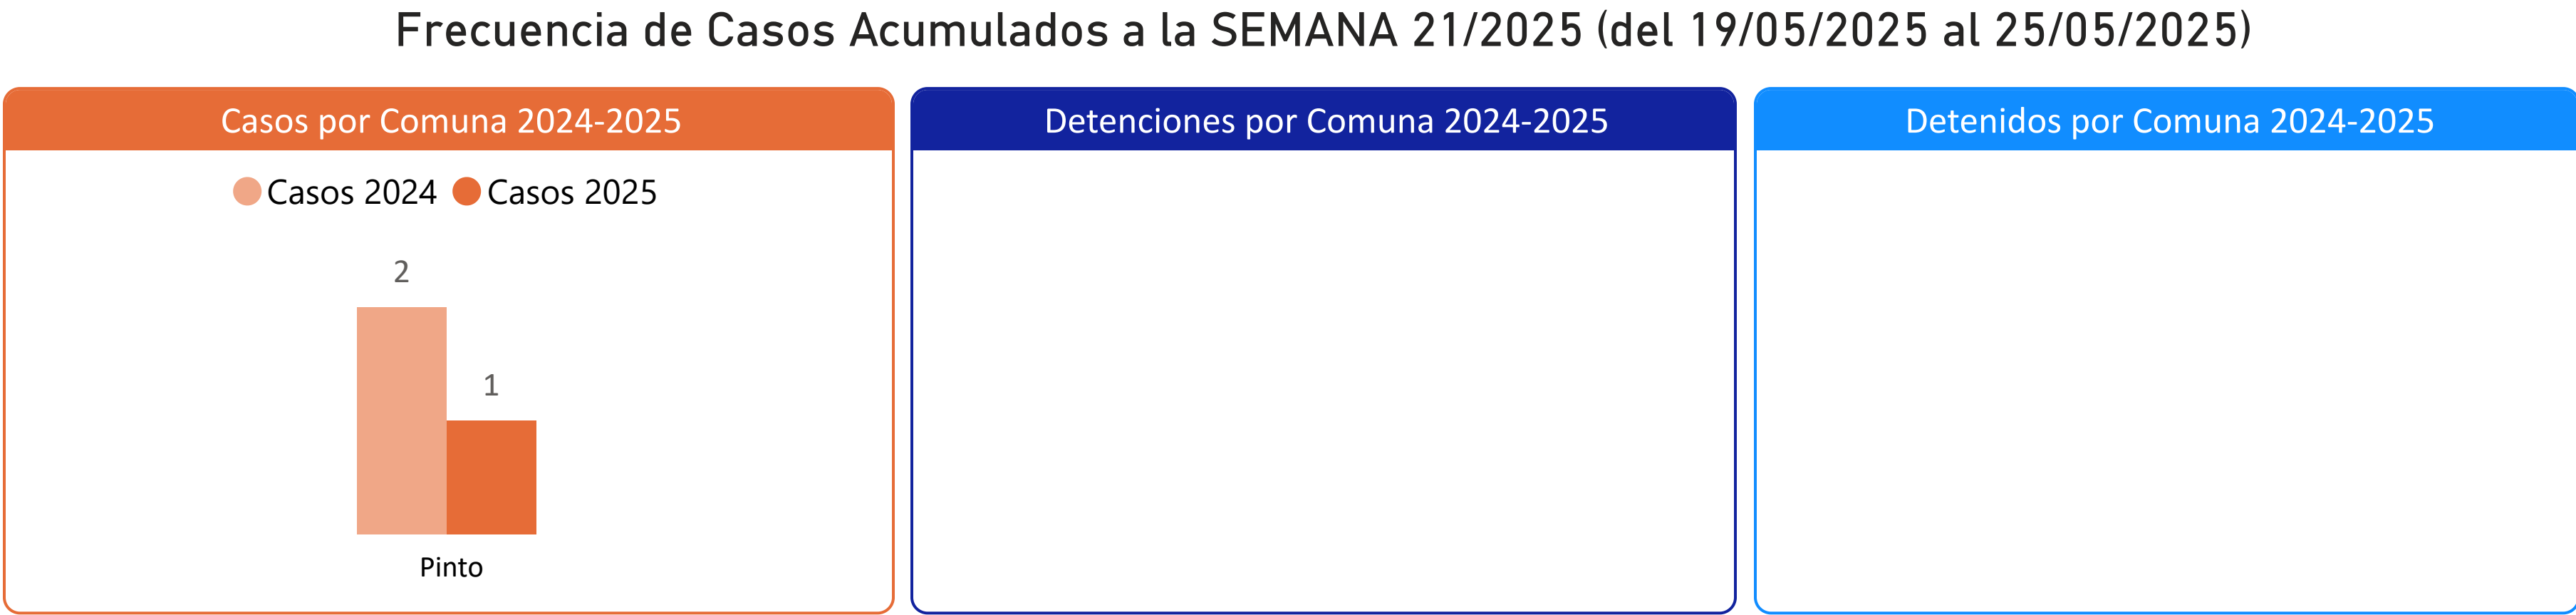 Frecuencia de Casos Acumulados a la SEMANA 21/2025 (del 19/05/2025 al 25/05/2025)
Casos por Comuna 2024-2025
Casos 2024 Casos 2025
2
1
Pinto
Detenciones por Comuna 2024-2025
Detenidos por Comuna 2024-2025